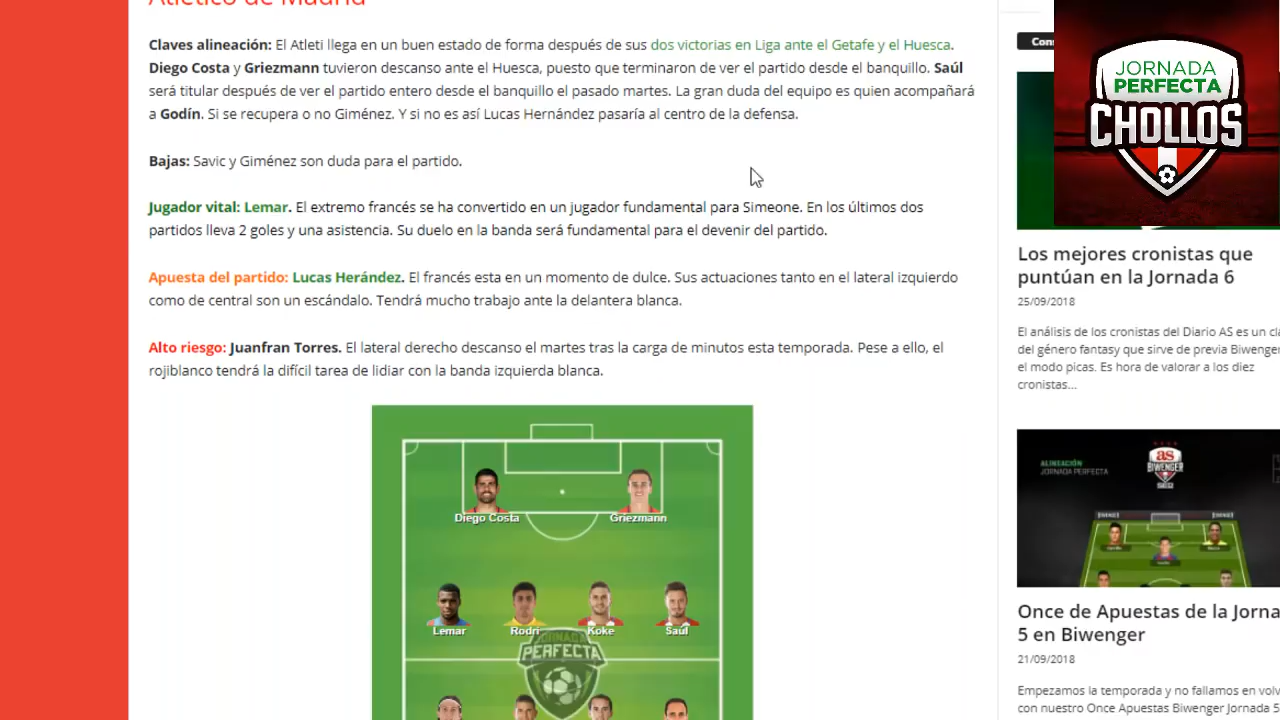 Atlético de Madrid
Claves alineación: El Atleti llega en un buen estado de forma después de sus dos victorias en Liga ante el Getafe y el Huesca.
Diego Costa y Griezmann tuvieron descanso ante el Huesca, puesto que terminaron de ver el partido desde el banquillo. Saúl
será titular después de ver el partido entero desde el banquillo el pasado martes. La gran duda del equipo es quien acompañará
a Godín. Si se recupera o no Giménez. Y si no es así Lucas Hernández pasaría al centro de la defensa.
Bajas: Savic y Giménez son duda para el partido.
Jugador vital: Lemar. El extremo francés se ha convertido en un jugador fundamental para Simeone. En los últimos dos
partidos lleva 2 goles y una asistencia. Su duelo en la banda será fundamental para el devenir del partido.
Apuesta del partido: Lucas Herández. El francés esta en un momento de dulce. Sus actuaciones tanto en el lateral izquierdo
como de central son un escándalo. Tendrá mucho trabajo ante la delantera blanca.
Alto riesgo: Juanfran Torres. El lateral derecho descanso el martes tras la carga de minutos esta temporada. Pese a ello, el
rojiblanco tendrá la difícil tarea de lidiar con la banda izquierda blanca.
Diego Costa
Griezmann
Lemar
Rodri
Koke
Saúl
JORNADA
PERFECTA
JORNADA
PERFECTA
CHOLLOS
Los mejores cronistas que
puntúan en la Jornada 6
25/09/2018
El análisis de los cronistas del Diario AS es un
del género fantasy que sirve de previa Biwenger
el modo picas. Es hora de valorar a los diez
cronistas...
ALINEACIÓN
JORNADA PERFECTA
as
BIWENGER
Once de Apuestas de la
5 en Biwenger
21/09/2018
Empezamos la temporada y no fallamos en
con nuestro Once Apuestas Biwenger Jornada 5